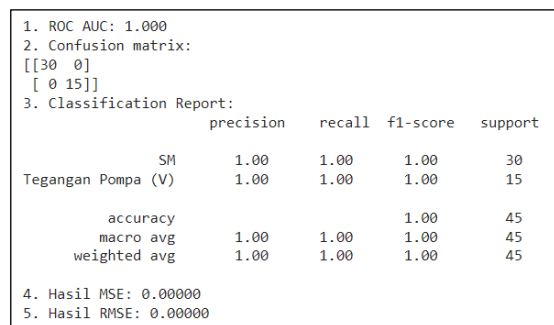 1. ROC AUC: 1.000
2. Confusion matrix:
[[30  0]
 [ 0 15]]
3. Classification Report:
precision recall f1-score support
SM 1.00 1.00 1.00 30
Tegangan Pompa (V) 1.00 1.00 1.00 15
accuracy 1.00 45
macro avg 1.00 1.00 1.00 45
weighted avg 1.00 1.00 1.00 45
4. Hasil MSE: 0.00000
5. Hasil RMSE: 0.00000